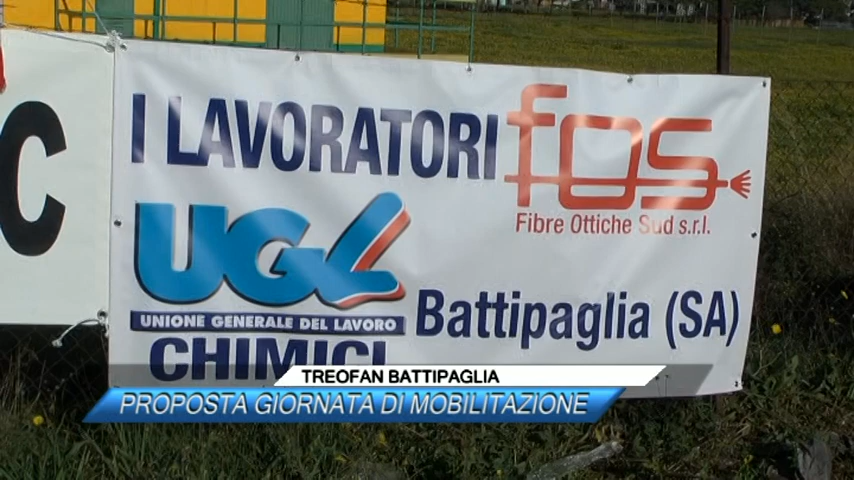 C
I LAVORATORI fos
Fibre Ottiche Sud s.r.l.
UGL
UNIONE GENERALE DEL LAVORO
Battipaglia (SA)
CHIMICI
TREOFAN BATTIPAGLIA
PROPOSTA GIORNATA DI MOBILITAZIONE